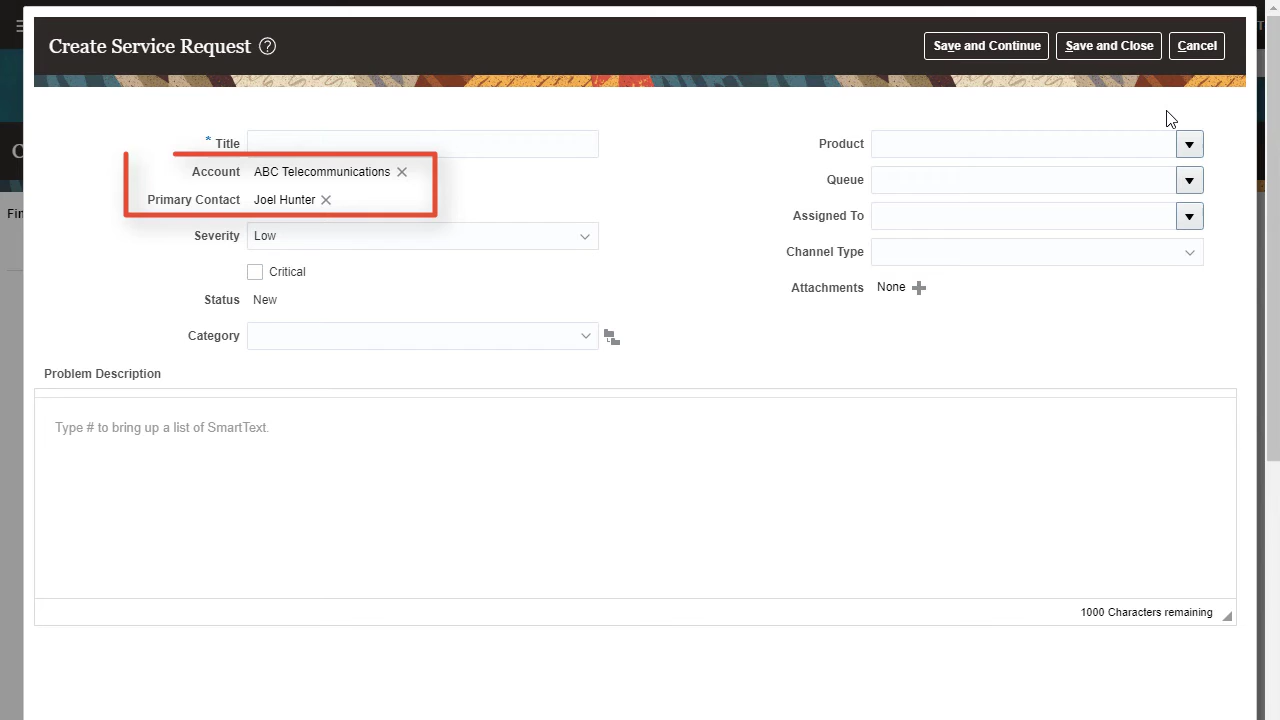 Create Service Request ?
Save and Continue
Save and Close
Cancel
* Title
Account ABC Telecommunications
Primary Contact Joel Hunter
Severity Low
Critical
Status New
Category
Product
Queue
Assigned To
Channel Type
Attachments None
Problem Description
Type # to bring up a list of SmartText.
1000 Characters remaining
Fin